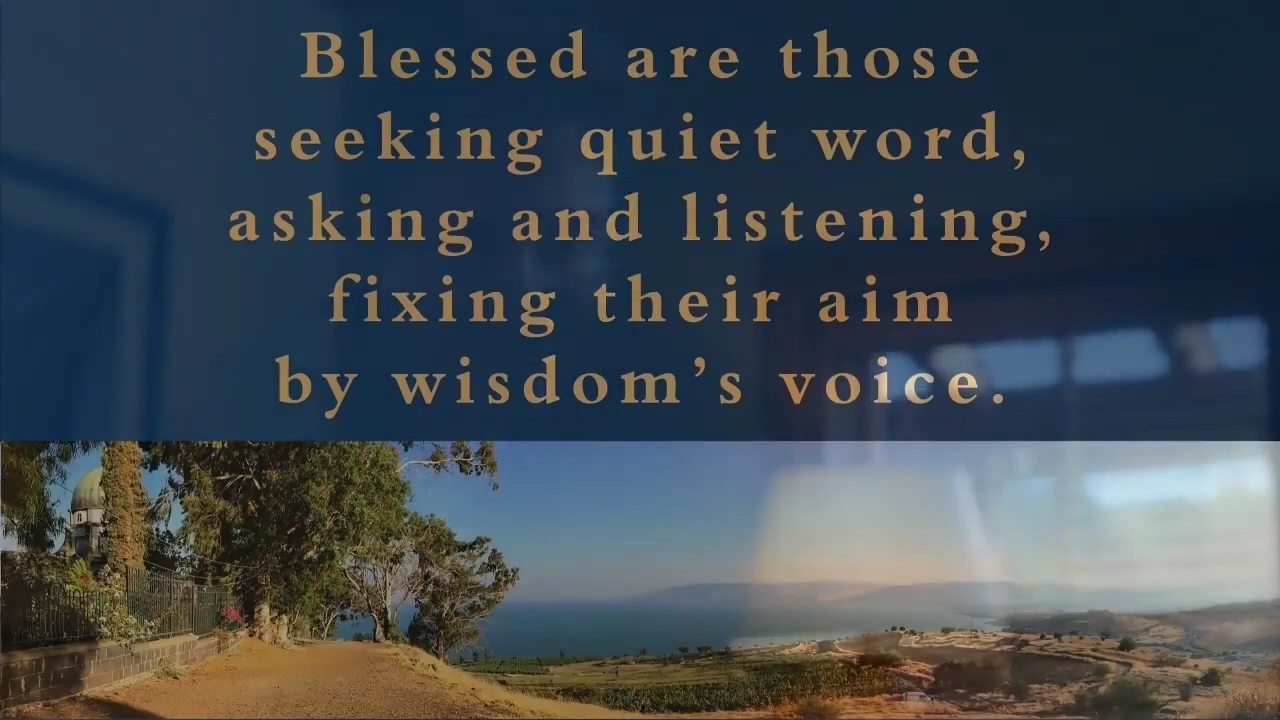 Blessed are those
seeking quiet word,
asking and listening,
fixing their aim
by wisdom’s voice.